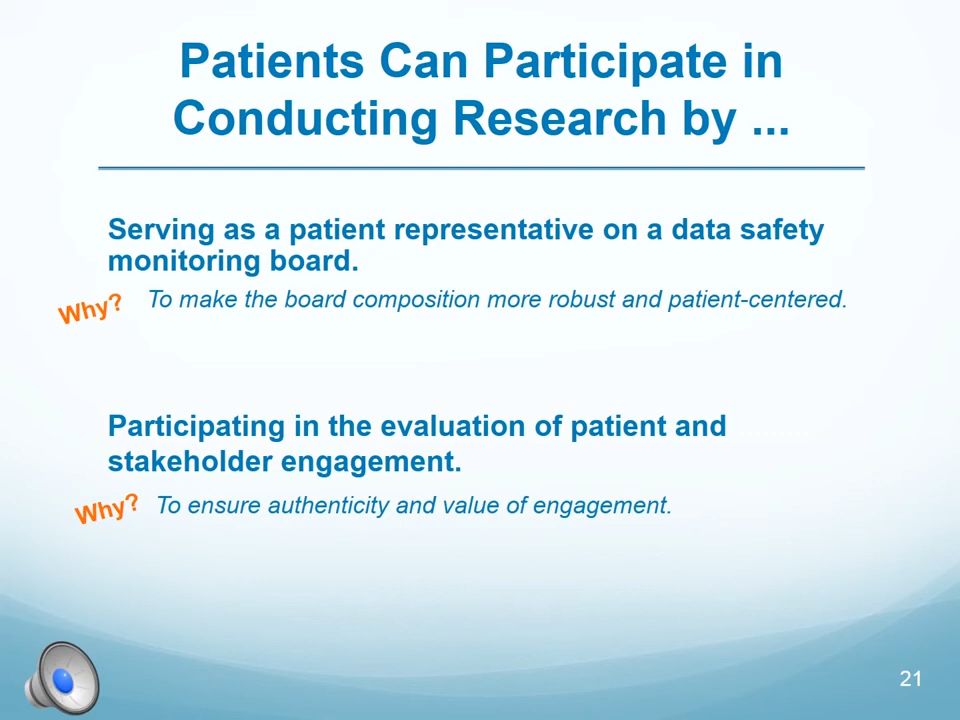 Patients Can Participate in
Conducting Research by ...
Serving as a patient representative on a data safety
monitoring board.
Why? To make the board composition more robust and patient-centered.
Participating in the evaluation of patient and
stakeholder engagement.
Why? To ensure authenticity and value of engagement.
21